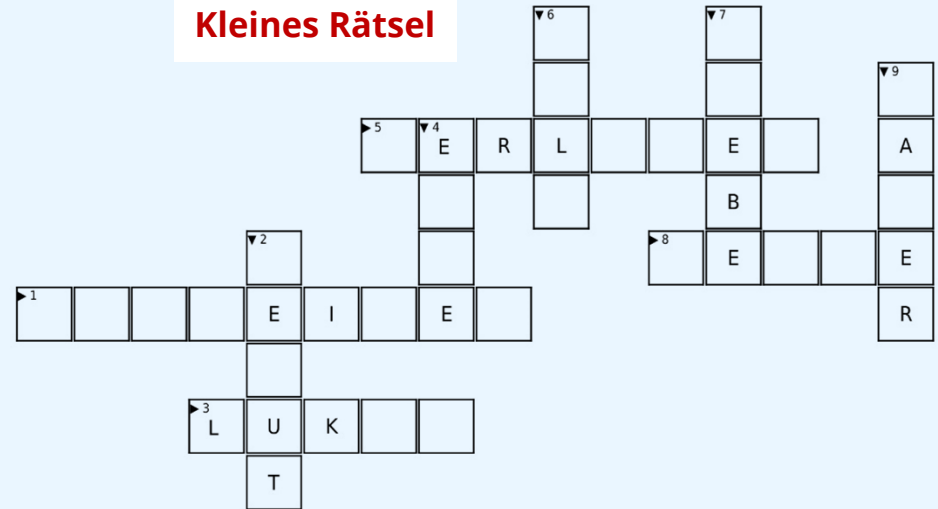 Kleines Rätsel
▼ 6
▼ 7
▼ 9
▶ 5
▼ 4
E R L E A
B
▼ 2
▶ 8
E E
▶ 1
E I E R
▶ 3
L U K
T